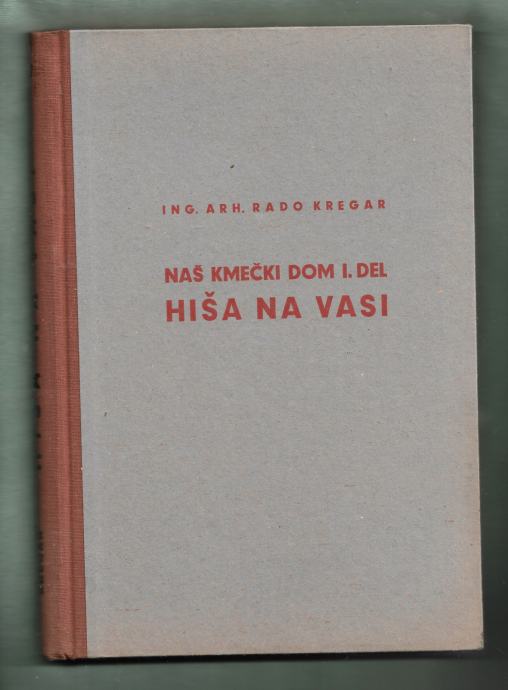 ING. ARH. RADO KREGAR
NAŠ KMEČKI DOM I. DEL
HIŠA NA VASI